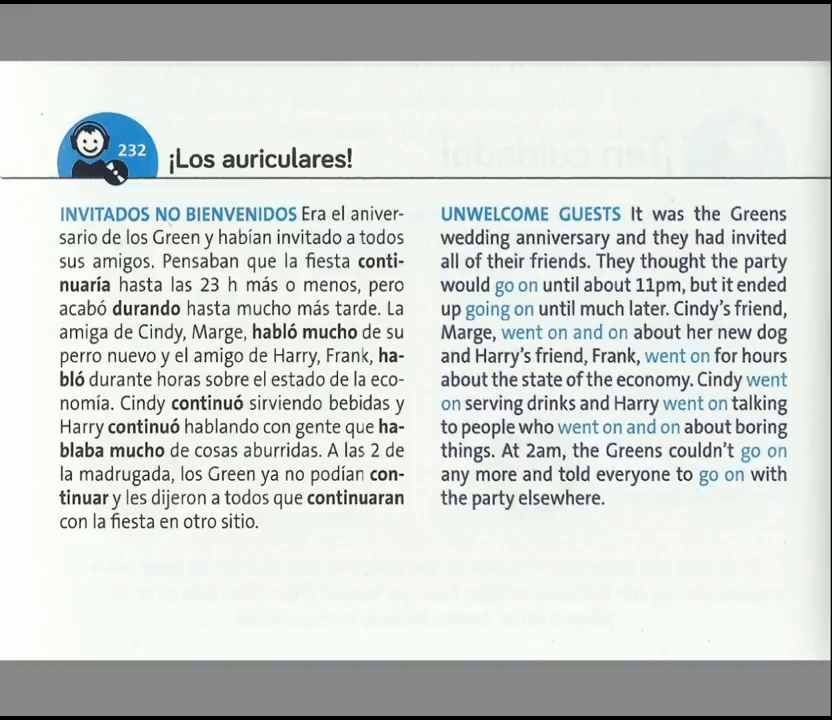 232
¡Los auriculares!
INVITADOS NO BIENVENIDOS Era el aniver-
sario de los Green y habían invitado a todos
sus amigos. Pensaban que la fiesta conti-
nuaría hasta las 23 h más o menos, pero
acabó durando hasta mucho más tarde. La
amiga de Cindy, Marge, habló mucho de su
perro nuevo y el amigo de Harry, Frank, ha-
bló durante horas sobre el estado de la eco-
nomía. Cindy continuó sirviendo bebidas y
Harry continuó hablando con gente que ha-
blaba mucho de cosas aburridas. A las 2 de
la madrugada, los Green ya no podían con-
tinuar y les dijeron a todos que continuaran
con la fiesta en otro sitio.
UNWELCOME GUESTS It was the Greens
wedding anniversary and they had invited
all of their friends. They thought the party
would go on until about 11pm, but it ended
up going on until much later. Cindy's friend,
Marge, went on and on about her new dog
and Harry's friend, Frank, went on for hours
about the state of the economy. Cindy went
on serving drinks and Harry went on talking
to people who went on and on about boring
things. At 2am, the Greens couldn't go on
any more and told everyone to go on with
the party elsewhere.